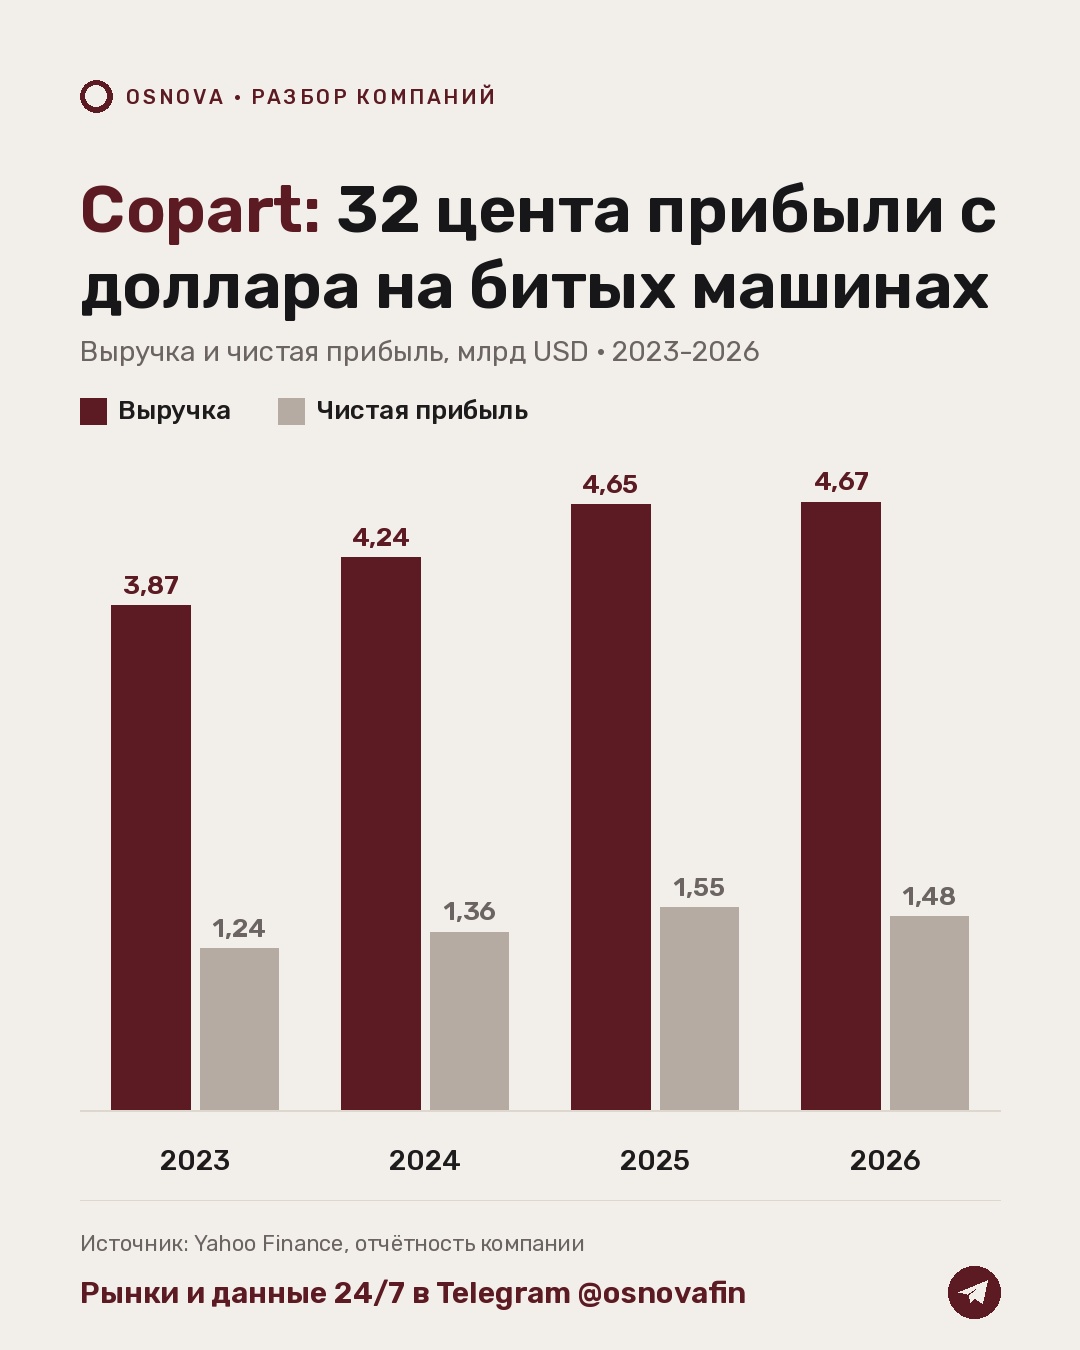 OSNOVA • РАЗБОР КОМПАНИЙ
Copart: 32 цента прибыли с
доллара на битых машинах
Выручка и чистая прибыль, млрд USD • 2023-2026
Выручка Чистая прибыль
3,87 1,24 4,24 1,36 4,65 1,55 4,67 1,48
2023 2024 2025 2026
Источник: Yahoo Finance, отчётность компании
Рынки и данные 24/7 в Telegram @osnovafin